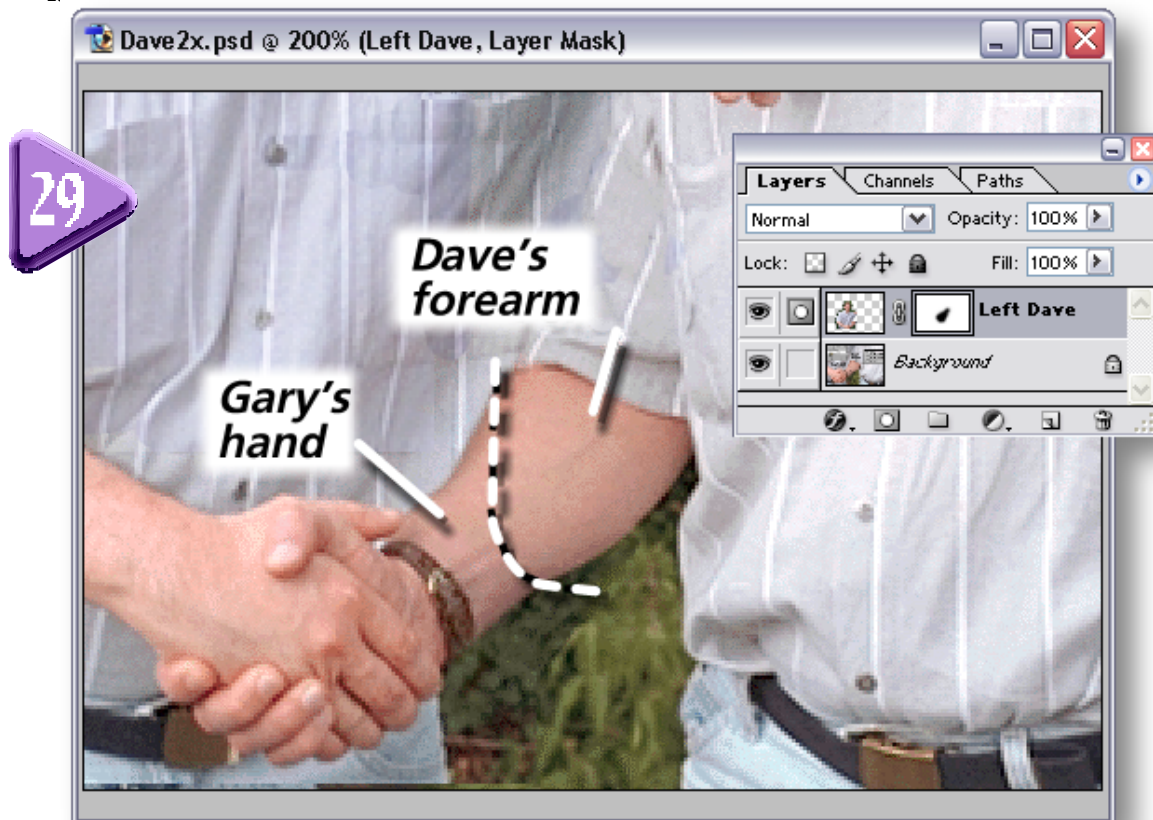 Dave2x.psd @ 200% (Left Dave, Layer Mask)
29
Layers Channels Paths
Normal Opacity: 100%
Lock: Fill: 100%
Dave's
forearm
Left Dave
Background
Gary's
hand